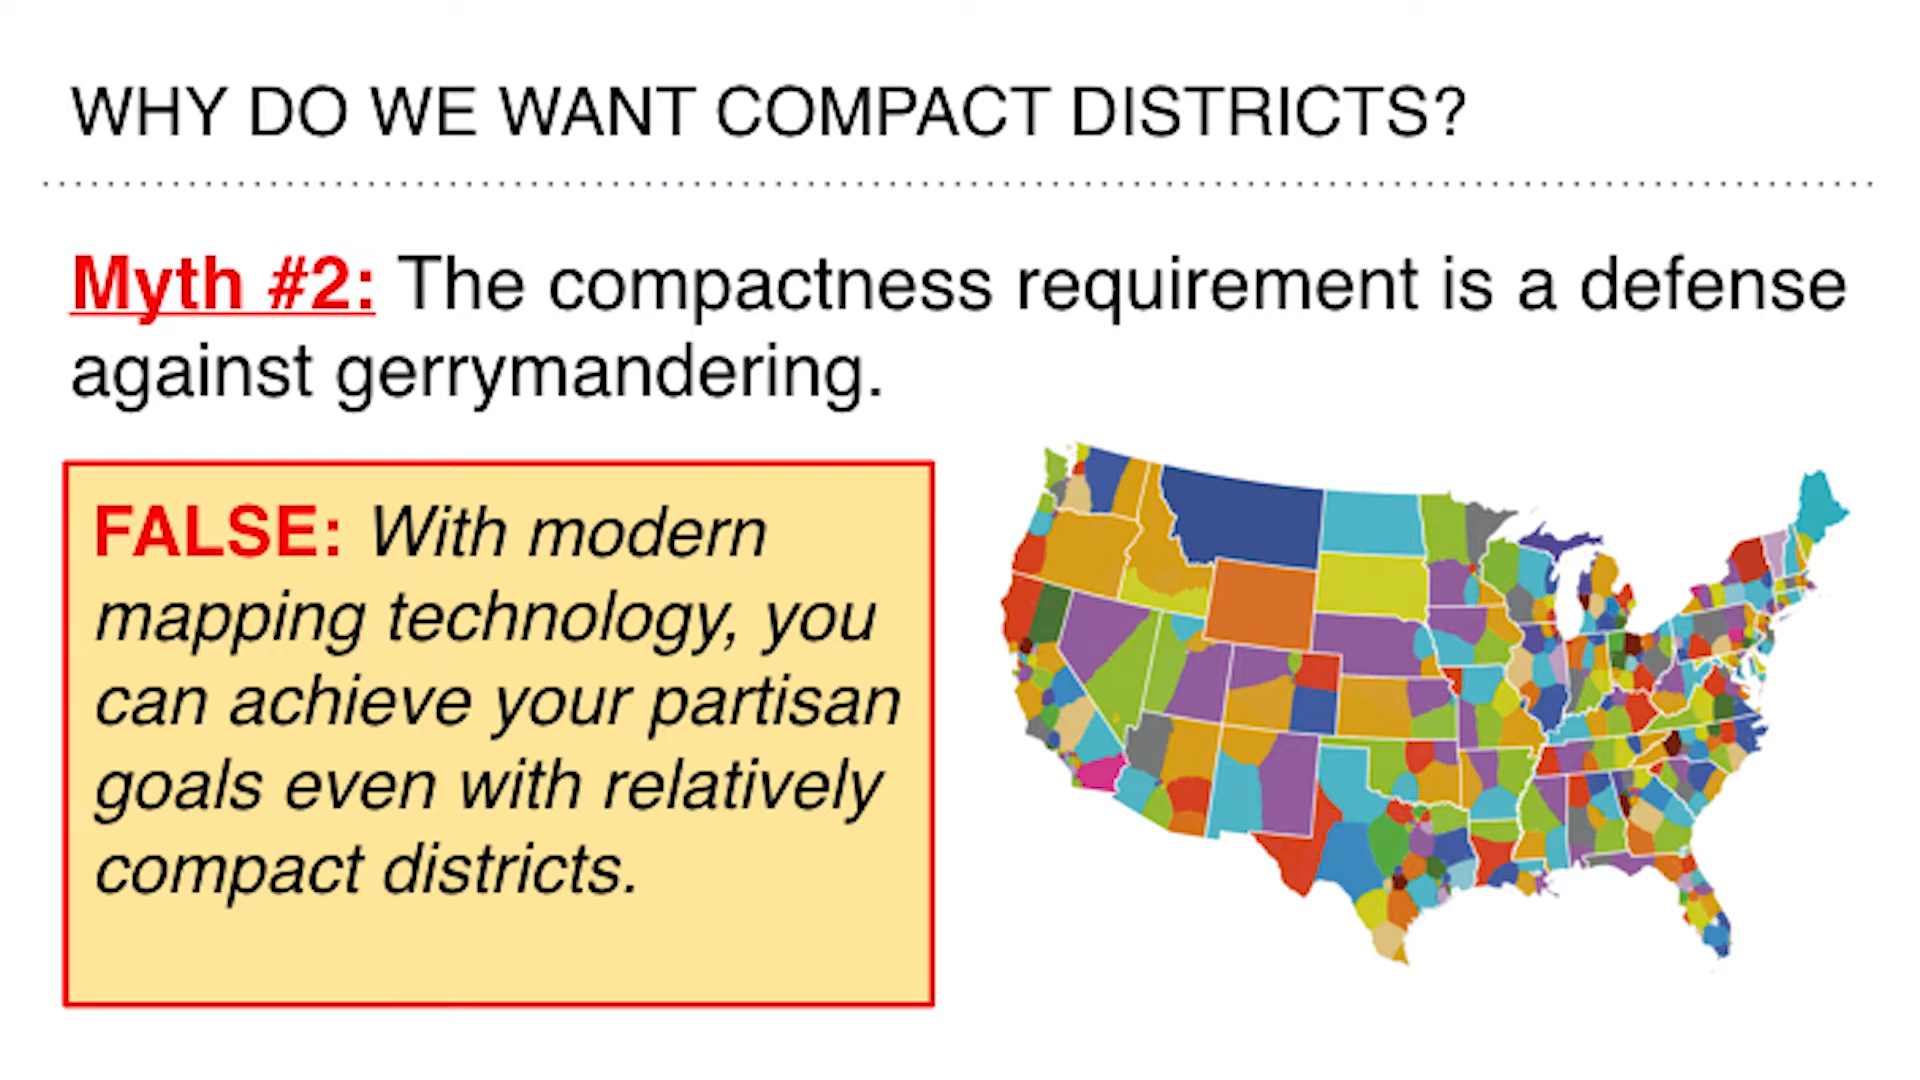 WHY DO WE WANT COMPACT DISTRICTS?
Myth #2: The compactness requirement is a defense
against gerrymandering.
FALSE: With modern
mapping technology, you
can achieve your partisan
goals even with relatively
compact districts.